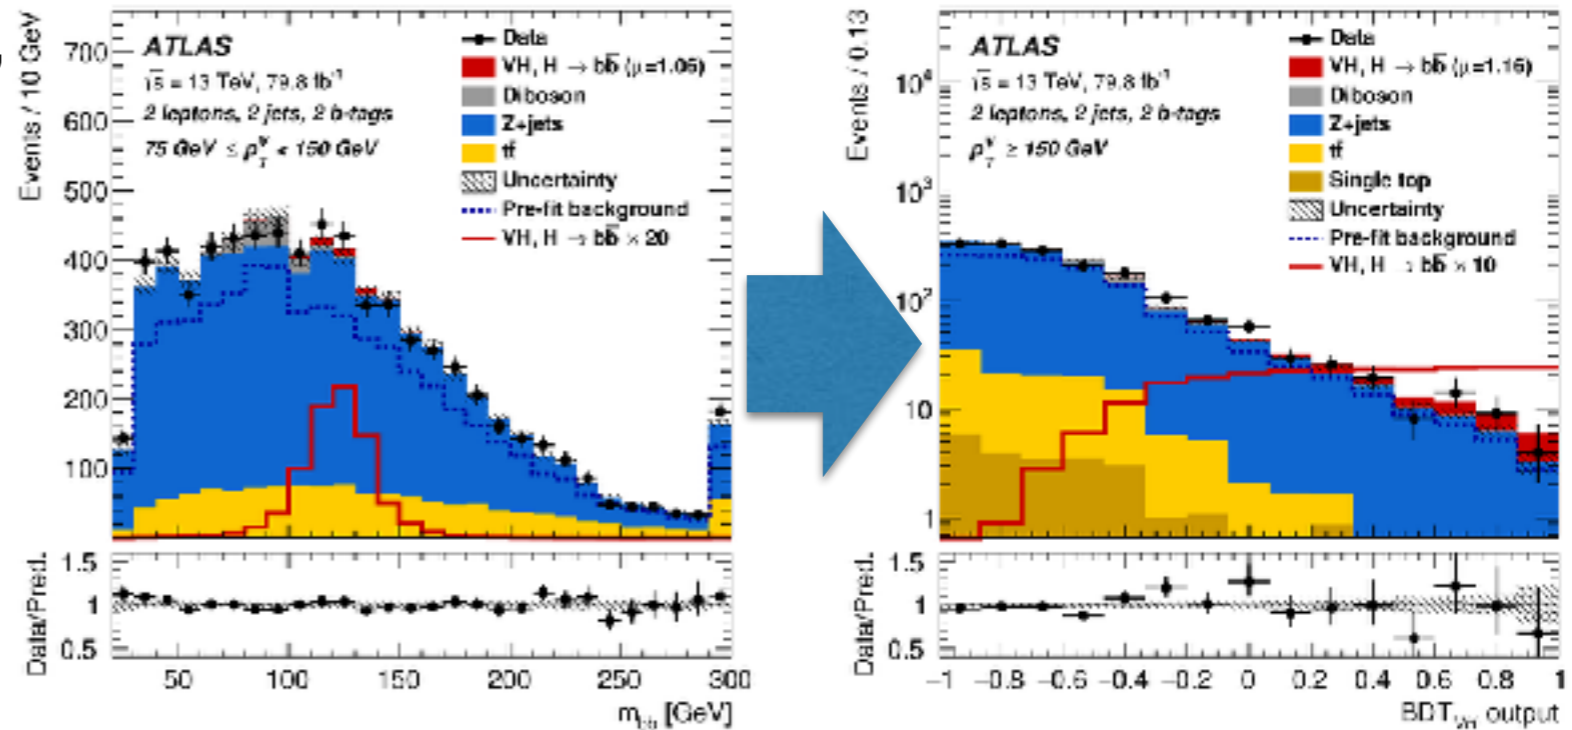 ATLAS
√s = 13 TeV, 79.8 fb⁻¹
2 leptons, 2 jets, 2 b-tags
75 GeV ≤ p_T^V < 150 GeV
Data
VH, H → bb̄ (μ=1.06)
Diboson
Z+jets
tt̄
Uncertainty
Pre-fit background
VH, H → bb̄ × 20
Events / 10 GeV
700
600
500
400
300
200
100
Data/Pred.
1.5
1
0.5
50 100 150 200 250 300
m_bb [GeV]
ATLAS
√s = 13 TeV, 79.8 fb⁻¹
2 leptons, 2 jets, 2 b-tags
p_T^V ≥ 150 GeV
Data
VH, H → bb̄ (μ=1.16)
Diboson
Z+jets
tt̄
Single top
Uncertainty
Pre-fit background
VH, H → bb̄ × 10
Events / 0.13
10³
10²
10
1
Data/Pred.
1.5
1
0.5
−1 −0.8 −0.6 −0.4 −0.2 0 0.2 0.4 0.6 0.8 1
BDT_VH output